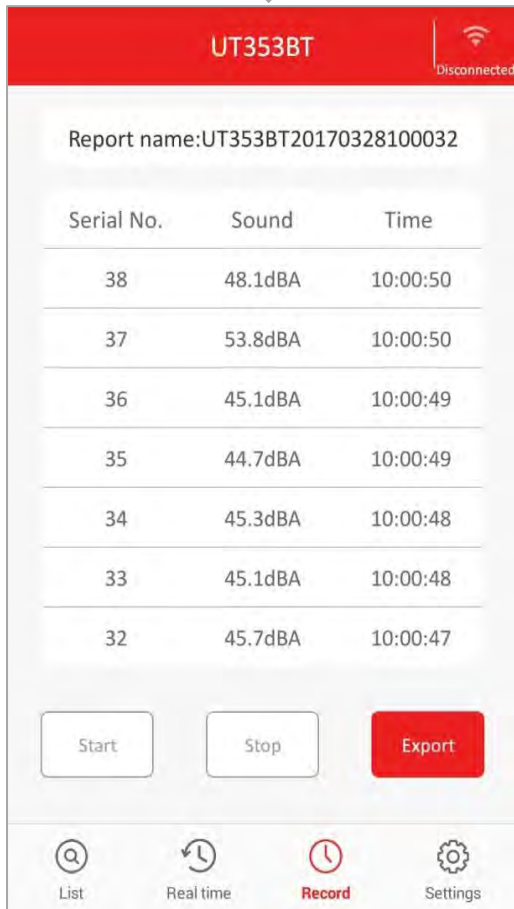 UT353BT
Disconnected
Report name:UT353BT20170328100032
Serial No. Sound Time
38 48.1dBA 10:00:50
37 53.8dBA 10:00:50
36 45.1dBA 10:00:49
35 44.7dBA 10:00:49
34 45.3dBA 10:00:48
33 45.1dBA 10:00:48
32 45.7dBA 10:00:47
Start Stop Export
List Real time Record Settings